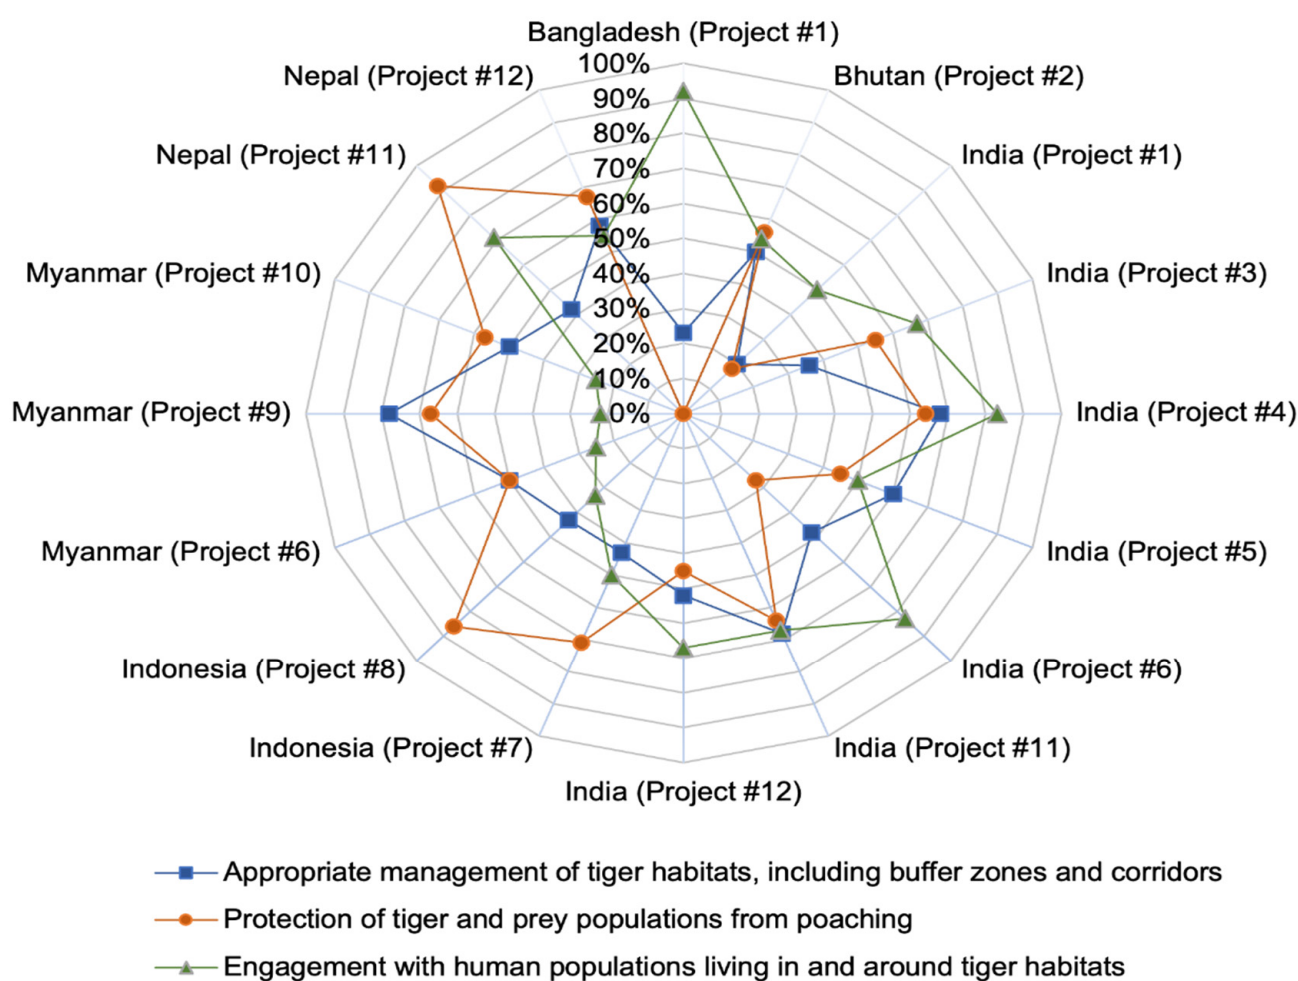 Bangladesh (Project #1)
Bhutan (Project #2)
India (Project #1)
India (Project #3)
India (Project #4)
India (Project #5)
India (Project #6)
India (Project #11)
India (Project #12)
Indonesia (Project #7)
Indonesia (Project #8)
Myanmar (Project #6)
Myanmar (Project #9)
Myanmar (Project #10)
Nepal (Project #11)
Nepal (Project #12)
100%
90%
80%
70%
60%
50%
40%
30%
20%
10%
0%
Appropriate management of tiger habitats, including buffer zones and corridors
Protection of tiger and prey populations from poaching
Engagement with human populations living in and around tiger habitats